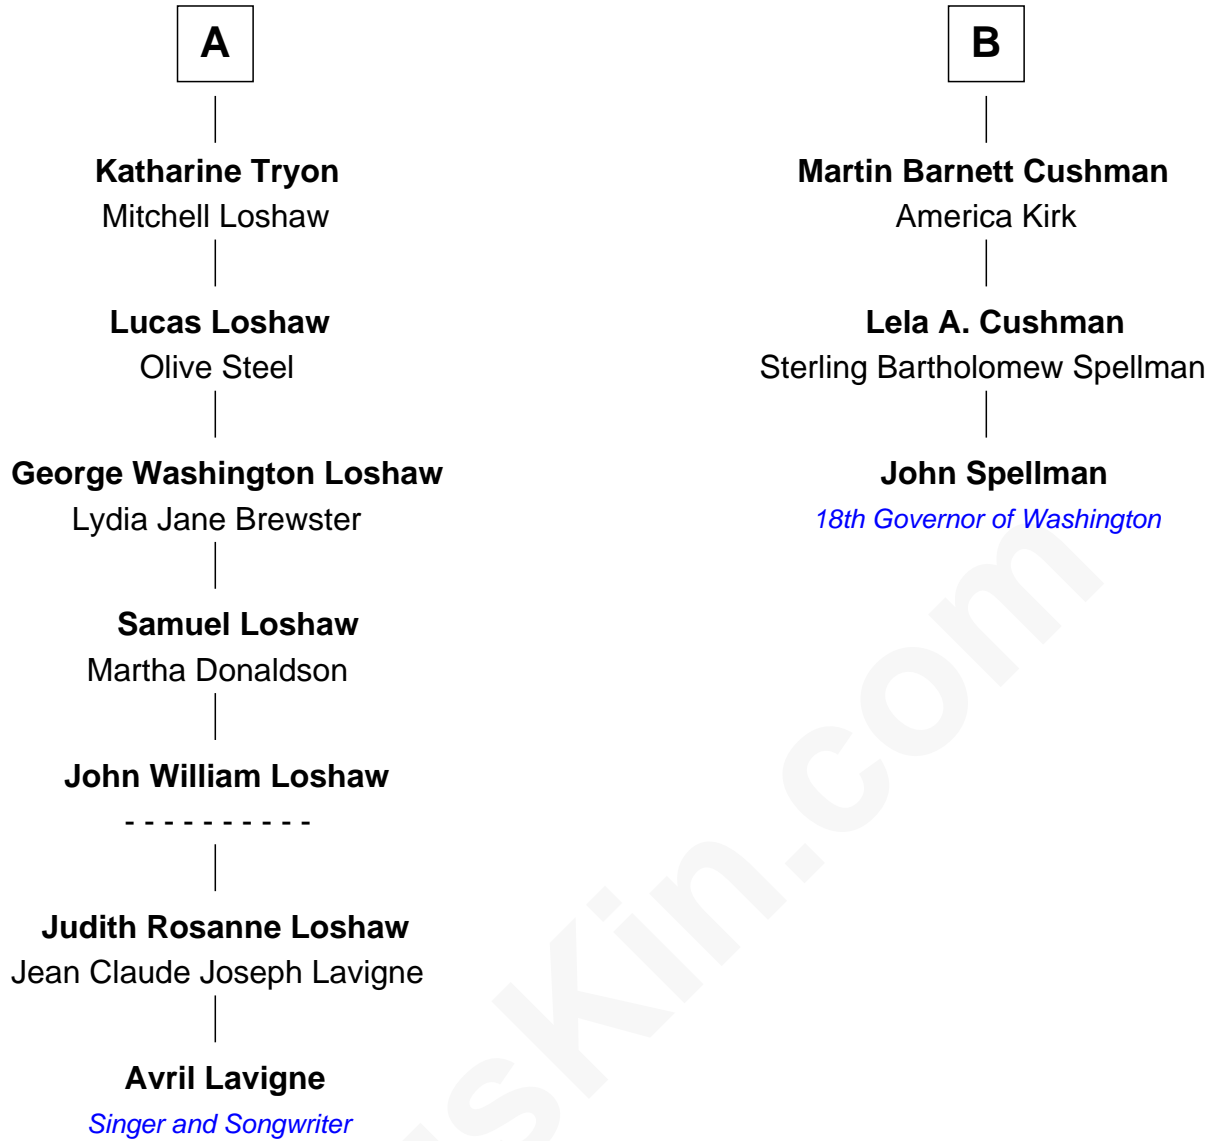 A
Katharine Tryon
Mitchell Loshaw
Lucas Loshaw
Olive Steel
George Washington Loshaw
Lydia Jane Brewster
Samuel Loshaw
Martha Donaldson
John William Loshaw
- - - - - - - - - -
Judith Rosanne Loshaw
Jean Claude Joseph Lavigne
Avril Lavigne
Singer and Songwriter
B
Martin Barnett Cushman
America Kirk
Lela A. Cushman
Sterling Bartholomew Spellman
John Spellman
18th Governor of Washington
sKin.com